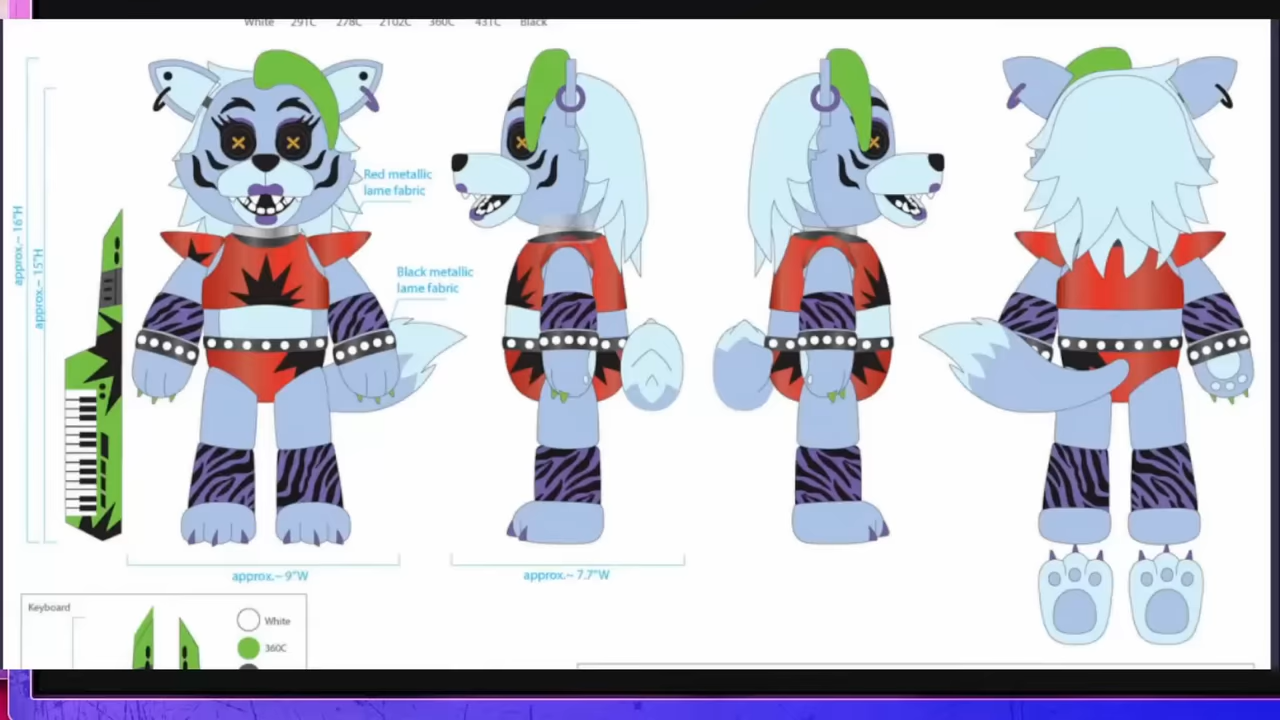 White 291C 278C 2102C 360C 431C Black
Red metallic
lame fabric
Black metallic
lame fabric
approx.~ 16"H
approx.~ 15"H
approx.~ 9"W
approx.~ 7.7"W
Keyboard
White
360C